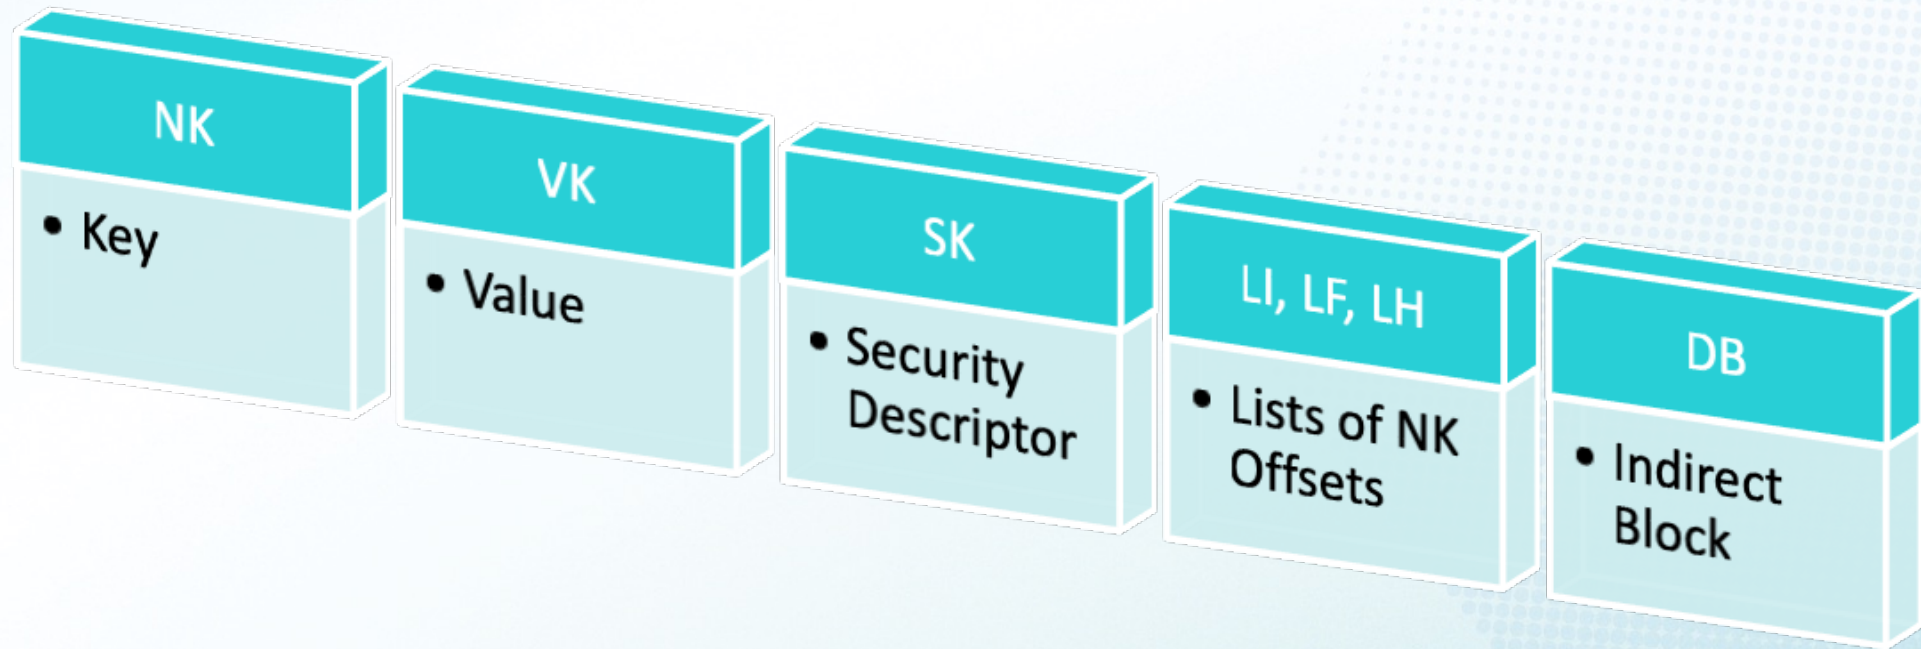 NK
• Key
VK
• Value
SK
• Security
Descriptor
LI, LF, LH
• Lists of NK
Offsets
DB
• Indirect
Block